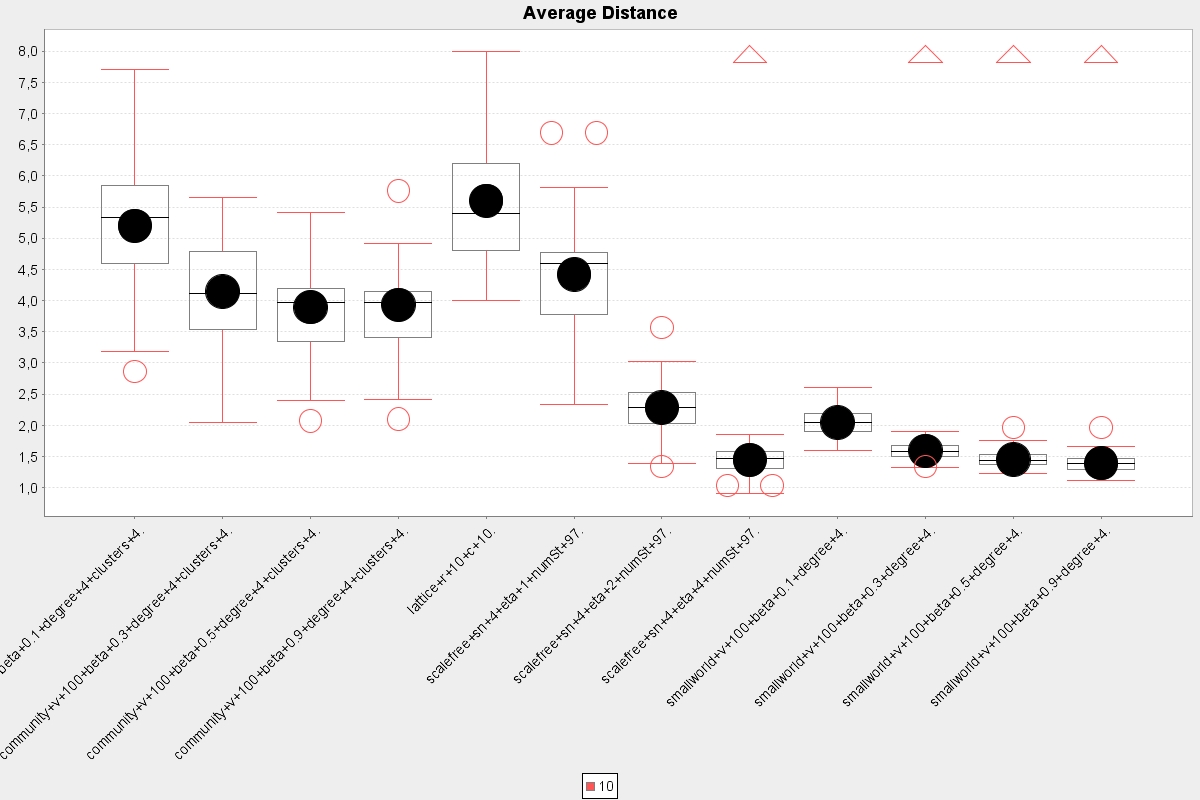 Average Distance
8,0
7,5
7,0
6,5
6,0
5,5
5,0
4,5
4,0
3,5
3,0
2,5
2,0
1,5
1,0
beta+0.1+degree+4+clusters+4.
community+v+100+beta+0.3+degree+4+clusters+4.
community+v+100+beta+0.5+degree+4+clusters+4.
community+v+100+beta+0.9+degree+4+clusters+4.
lattice+r+10+c+10.
scalefree+sn+4+eta+1+numSt+97.
scalefree+sn+4+eta+2+numSt+97.
scalefree+sn+4+eta+4+numSt+97.
smallworld+v+100+beta+0.1+degree+4.
smallworld+v+100+beta+0.3+degree+4.
smallworld+v+100+beta+0.5+degree+4.
smallworld+v+100+beta+0.9+degree+4.
10